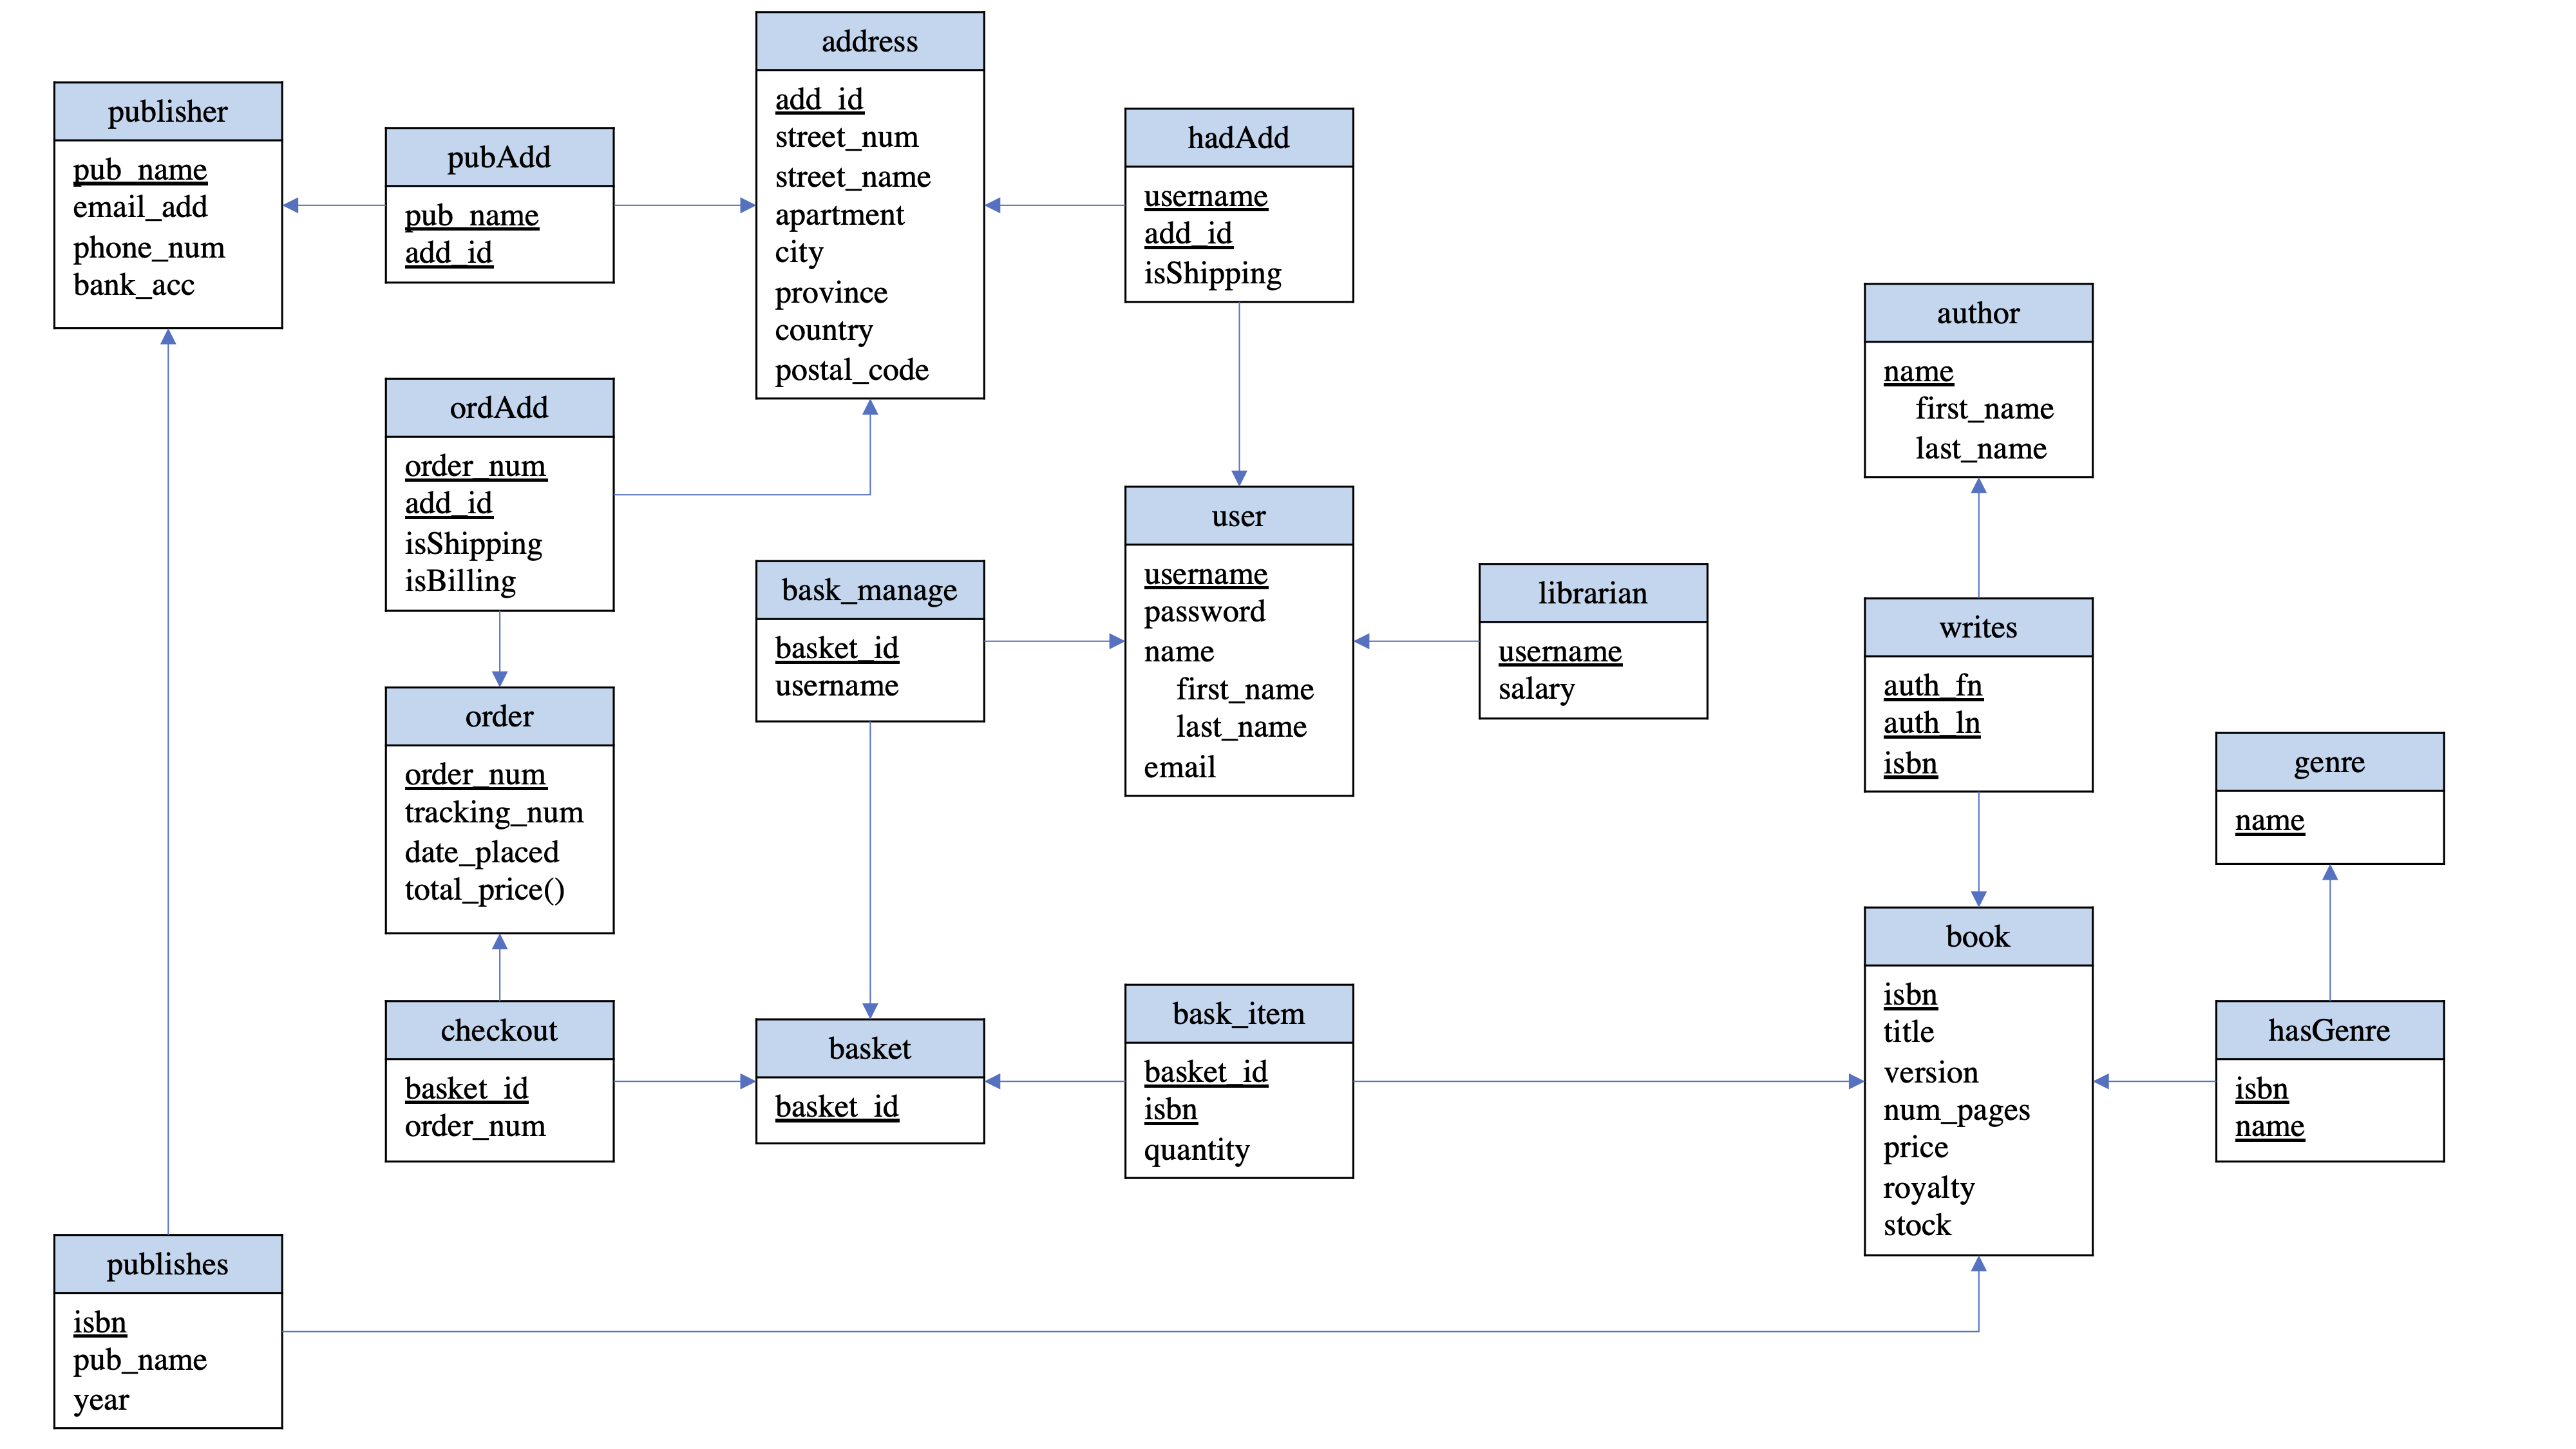 publisher
pub_name
email_add
phone_num
bank_acc
pubAdd
pub_name
add_id
address
add_id
street_num
street_name
apartment
city
province
country
postal_code
hadAdd
username
add_id
isShipping
author
name
first_name
last_name
ordAdd
order_num
add_id
isShipping
isBilling
user
username
password
name
first_name
last_name
email
bask_manage
basket_id
username
librarian
username
salary
writes
auth_fn
auth_ln
isbn
order
order_num
tracking_num
date_placed
total_price()
genre
name
book
isbn
title
version
num_pages
price
royalty
stock
checkout
basket_id
order_num
basket
basket_id
bask_item
basket_id
isbn
quantity
hasGenre
isbn
name
publishes
isbn
pub_name
year